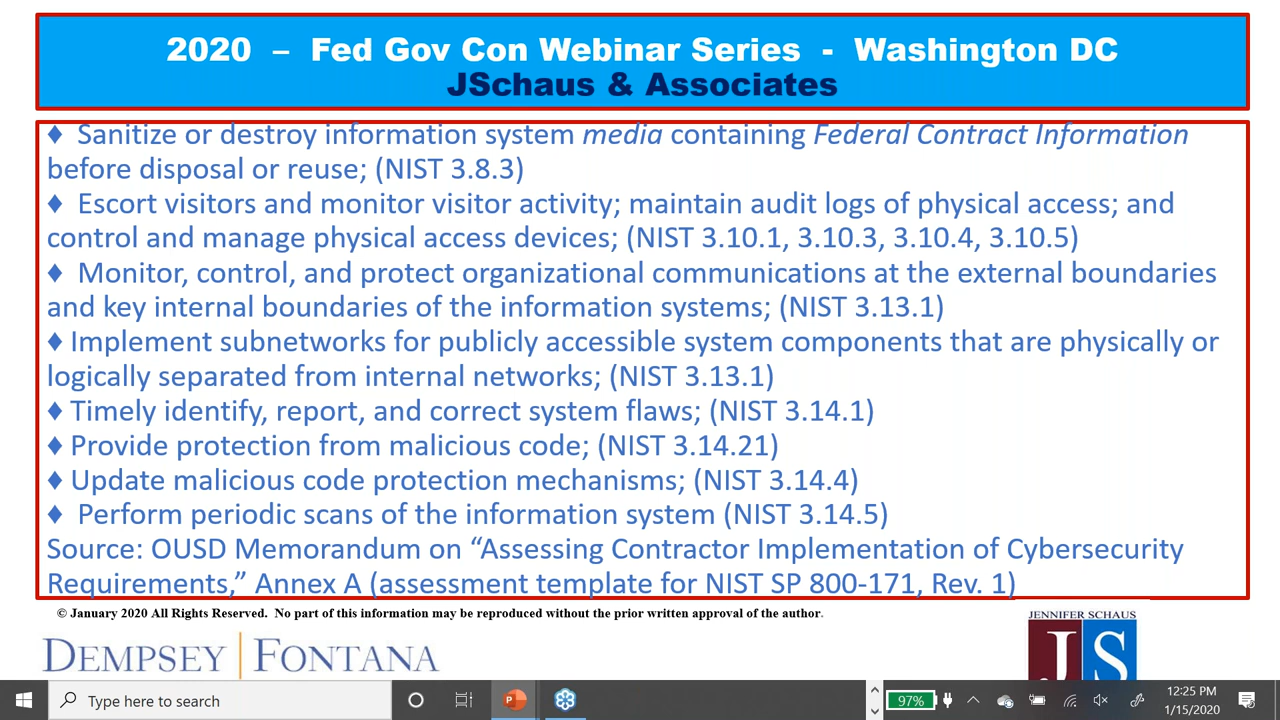 2020 – Fed Gov Con Webinar Series - Washington DC
JSchaus & Associates
♦ Sanitize or destroy information system media containing Federal Contract Information
before disposal or reuse; (NIST 3.8.3)
♦ Escort visitors and monitor visitor activity; maintain audit logs of physical access; and
control and manage physical access devices; (NIST 3.10.1, 3.10.3, 3.10.4, 3.10.5)
♦ Monitor, control, and protect organizational communications at the external boundaries
and key internal boundaries of the information systems; (NIST 3.13.1)
♦ Implement subnetworks for publicly accessible system components that are physically or
logically separated from internal networks; (NIST 3.13.1)
♦ Timely identify, report, and correct system flaws; (NIST 3.14.1)
♦ Provide protection from malicious code; (NIST 3.14.21)
♦ Update malicious code protection mechanisms; (NIST 3.14.4)
♦ Perform periodic scans of the information system (NIST 3.14.5)
Source: OUSD Memorandum on “Assessing Contractor Implementation of Cybersecurity
Requirements,” Annex A (assessment template for NIST SP 800-171, Rev. 1)
© January 2020 All Rights Reserved. No part of this information may be reproduced without the prior written approval of the author.
DEMPSEY FONTANA
JENNIFER SCHAUS
JS
Type here to search
97%
12:25 PM
1/15/2020